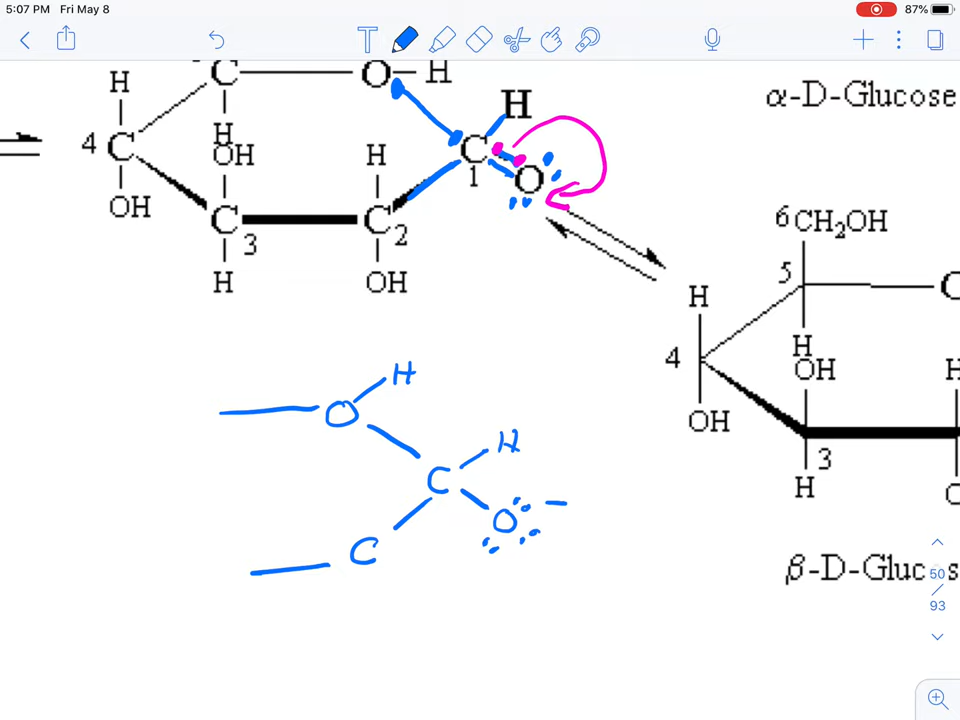 5:07 PM Fri May 8
87%
T
H C O–H
α-D-Glucose
H
4 C
H
OH
H
C
1
O
OH
C
3
C
2
H
OH
6 CH2OH
5
H
4
H
OH
H
OH
3
H
O
H
H
O
C
C
β-D-Glucos
50
/
93